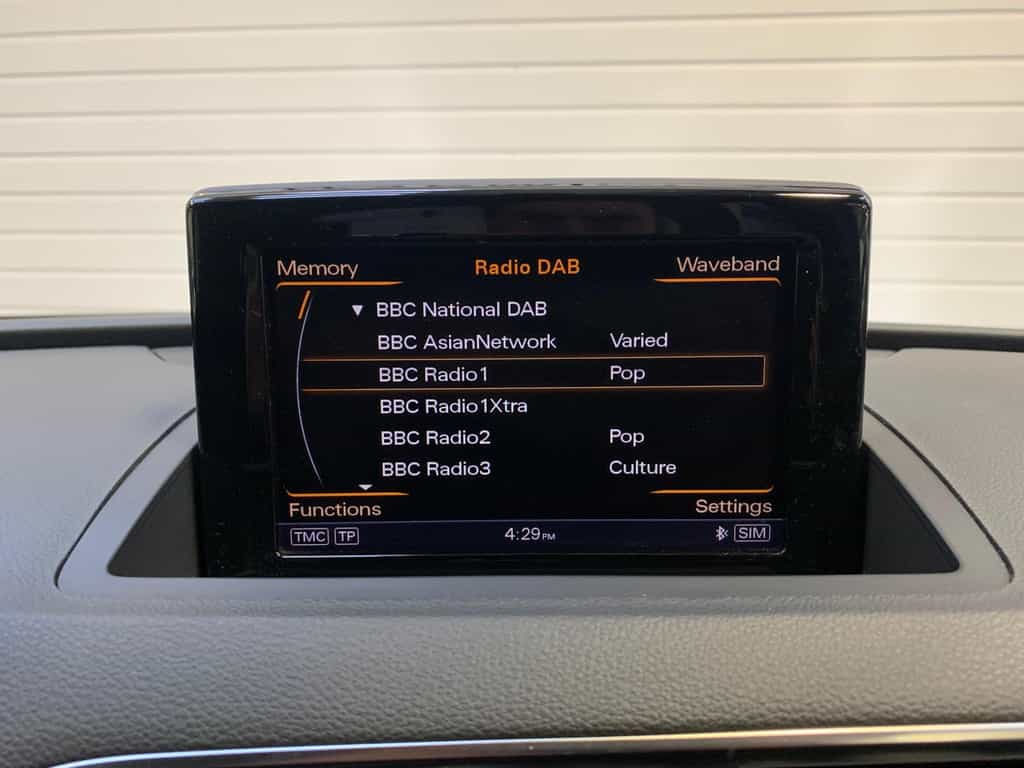 Memory Radio DAB Waveband
▼ BBC National DAB
BBC AsianNetwork Varied
BBC Radio1 Pop
BBC Radio1Xtra
BBC Radio2 Pop
BBC Radio3 Culture
Functions Settings
TMC TP 4:29PM SIM